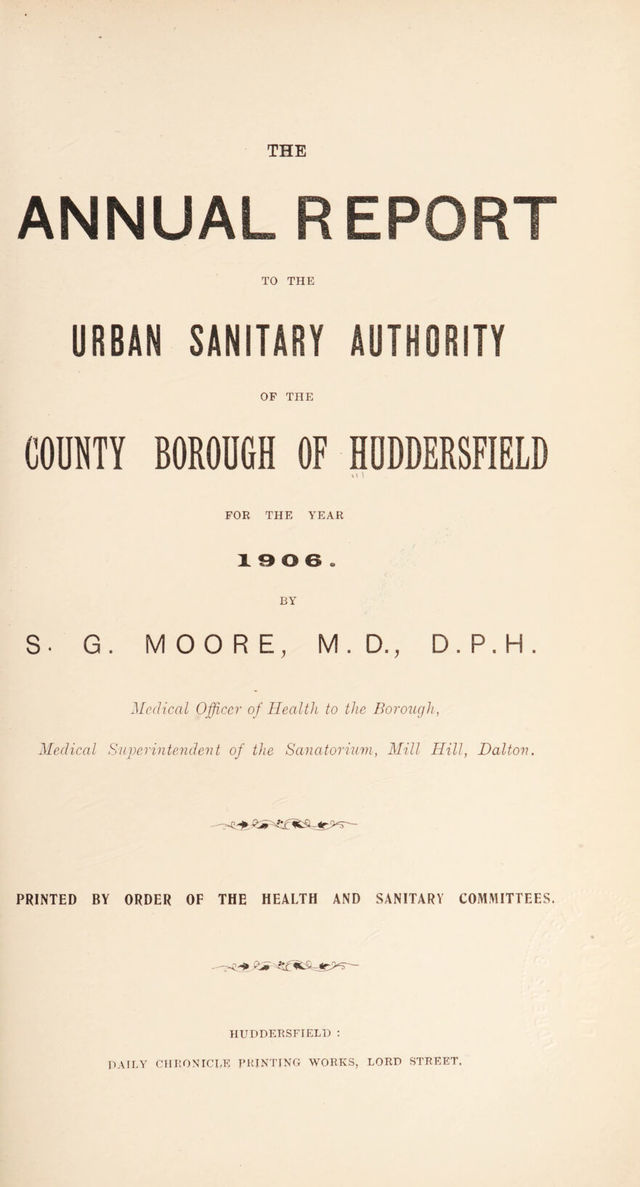 THE
ANNUAL REPORT
TO THE
URBAN SANITARY AUTHORITY
OF THE
COUNTY BOROUGH OF HUDDERSFIELD
FOR THE YEAR
1906.
BY
S. G. MOORE, M.D., D.P.H.
Medical Officer of Health to the Borough,
Medical Superintendent of the Sanatorium, Mill Hill, Dalton.
PRINTED BY ORDER OF THE HEALTH AND SANITARY COMMITTEES.
HUDDERSFIELD :
DAILY CHRONICLE PRINTING WORKS, LORD STREET.